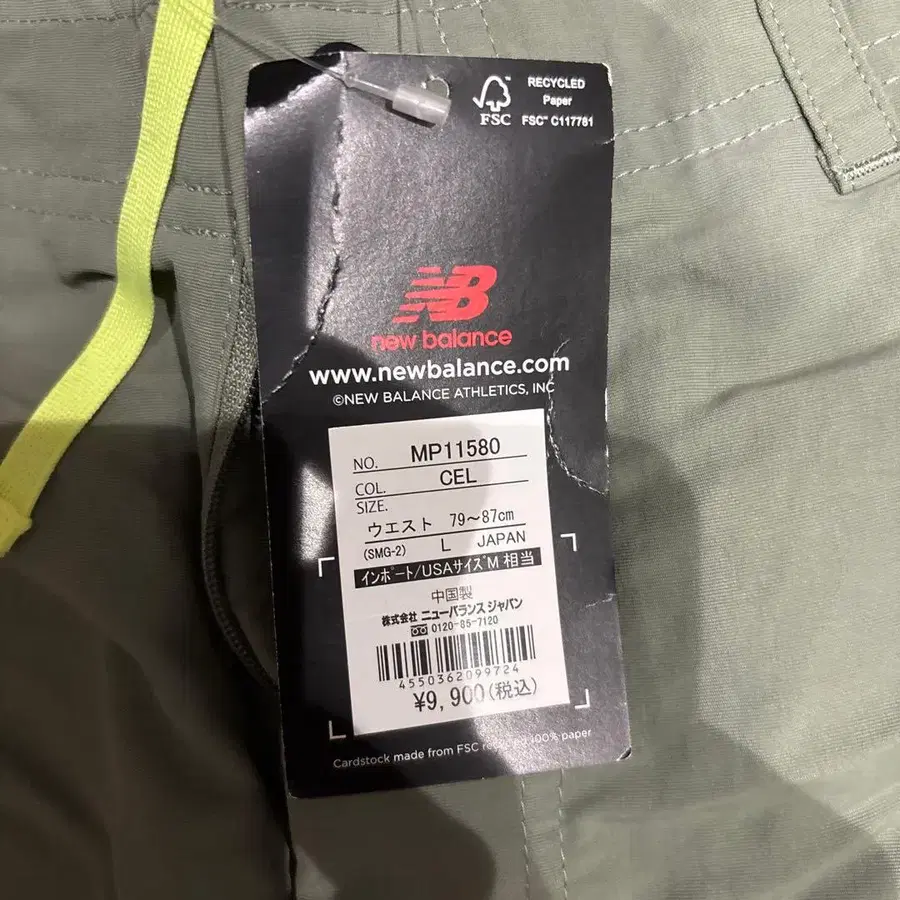 FSC
RECYCLED
Paper
FSC™ C117761
NB
new balance
www.newbalance.com
©NEW BALANCE ATHLETICS, INC
NO. MP11580
COL. CEL
SIZE.
ウエスト 79～87cm
(SMG-2) L JAPAN
インポート/USAサイズM 相当
中国製
株式会社 ニューバランス ジャパン
0120-85-7120
4550362099724
¥9,900(税込)
Cardstock made from FSC 100% paper